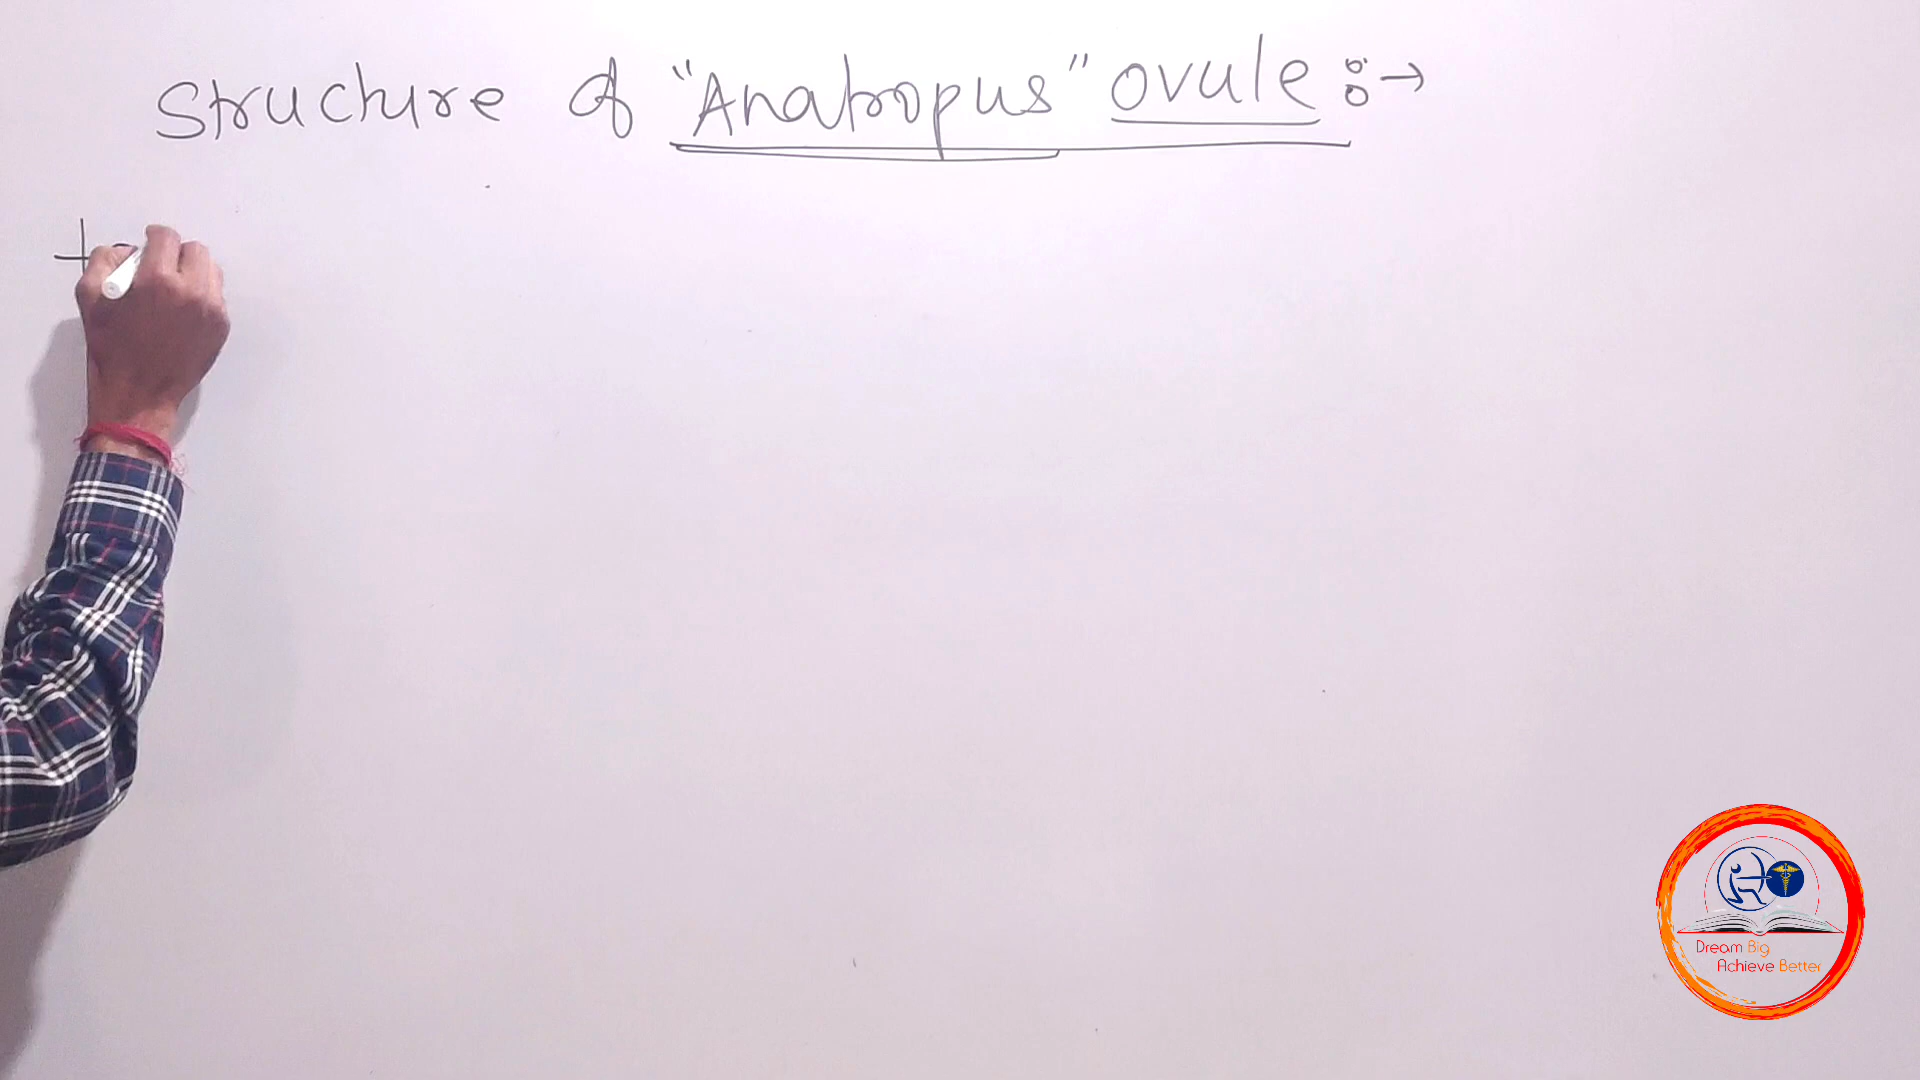 Structure of "Anatropus" ovule :→
Dream Big
Achieve Better